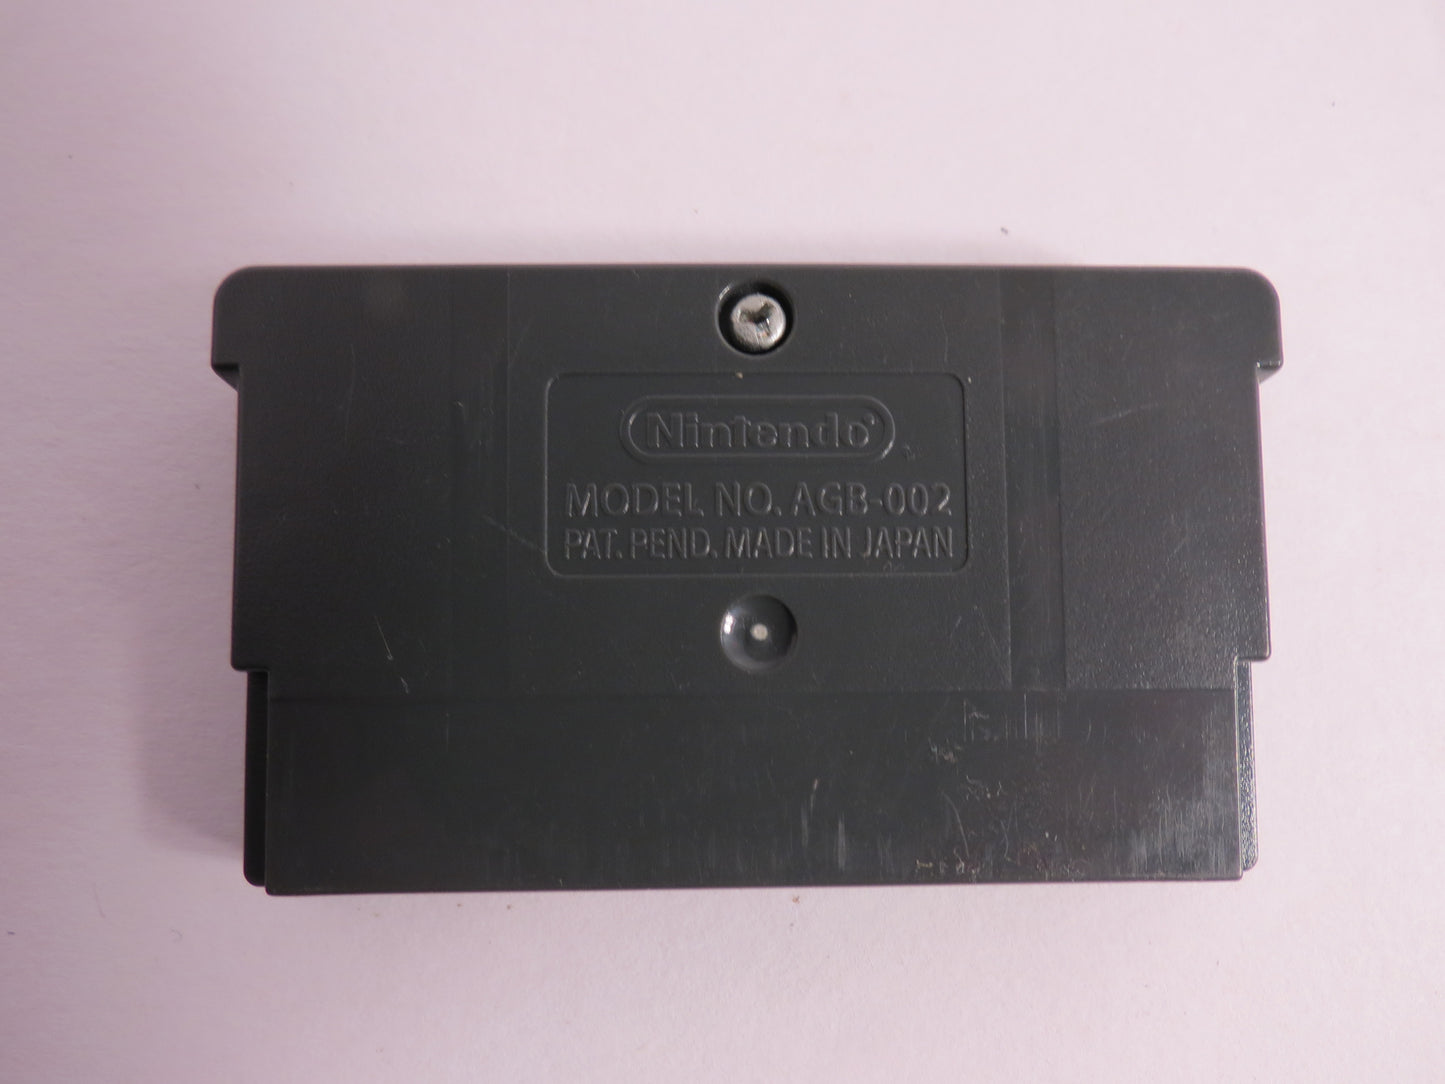 Nintendo®
MODEL NO. AGB-002
PAT. PEND. MADE IN JAPAN